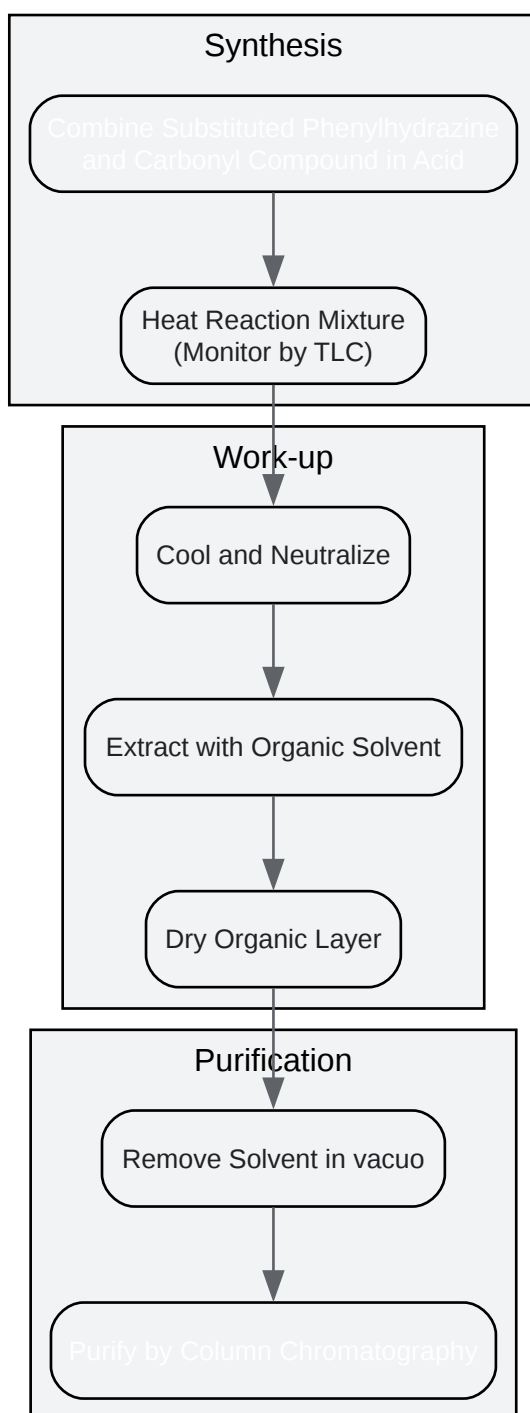 Synthesis
Combine Substituted Phenylhydrazine
and Carbonyl Compound in Acid
Heat Reaction Mixture
(Monitor by TLC)
Work-up
Cool and Neutralize
Extract with Organic Solvent
Dry Organic Layer
Purification
Remove Solvent in vacuo
Purify by Column Chromatography